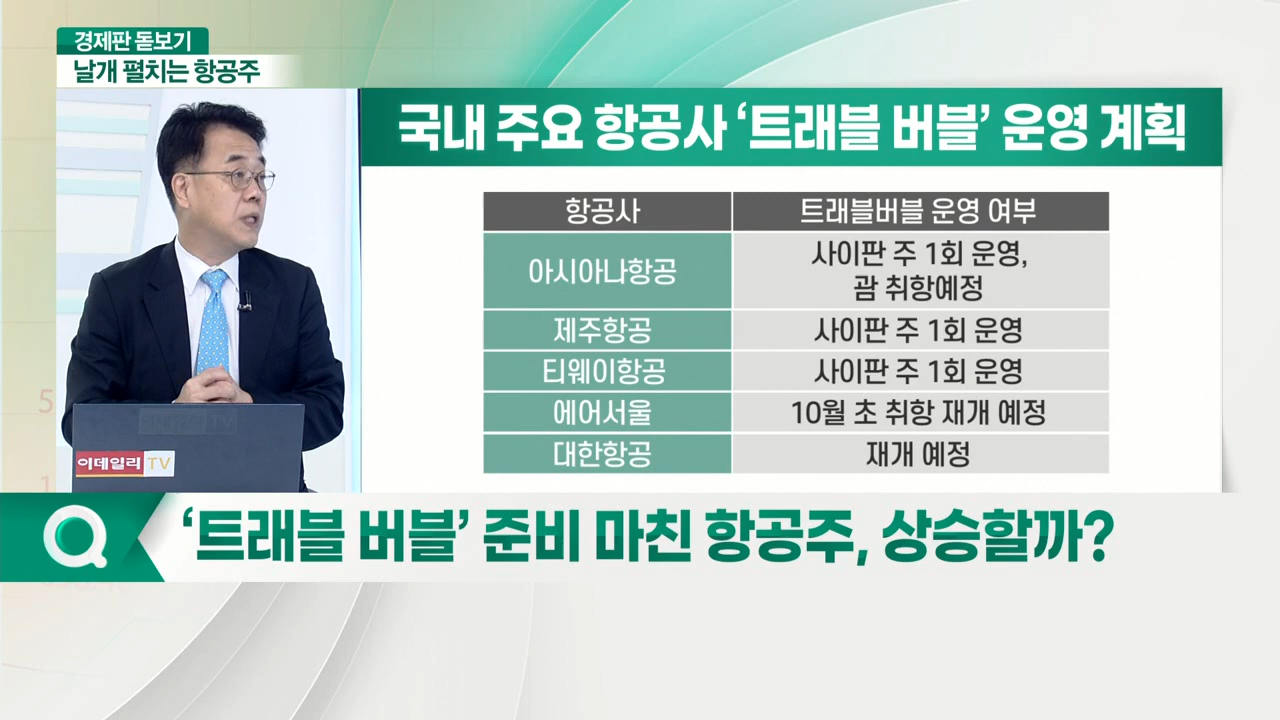 경제판 돋보기
날개 펼치는 항공주
국내 주요 항공사 ‘트래블 버블’ 운영 계획
항공사 트래블버블 운영 여부
아시아나항공 사이판 주 1회 운영,
괌 취항예정
제주항공 사이판 주 1회 운영
티웨이항공 사이판 주 1회 운영
에어서울 10월 초 취항 재개 예정
대한항공 재개 예정
이데일리 TV
‘트래블 버블’ 준비 마친 항공주, 상승할까?